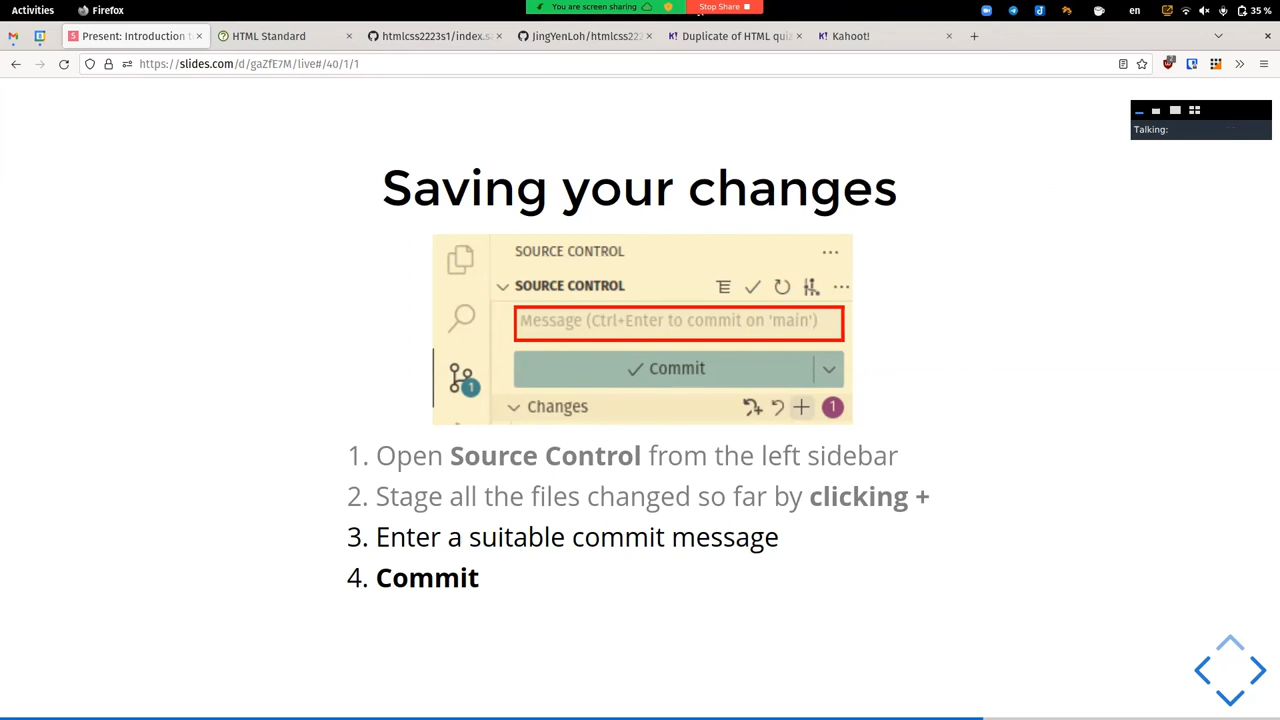 Activities
Firefox
You are screen sharing
Stop Share
en
35 %
Present: Introduction t
HTML Standard
htmlcss2223s1/index.s
JingYenLoh/htmlcss222
Duplicate of HTML quiz
Kahoot!
https://slides.com/d/gaZfE7M/live#/40/1/1
Talking:
Saving your changes
SOURCE CONTROL
SOURCE CONTROL
Message (Ctrl+Enter to commit on 'main')
Commit
1
Changes
1
1. Open Source Control from the left sidebar
2. Stage all the files changed so far by clicking +
3. Enter a suitable commit message
4. Commit